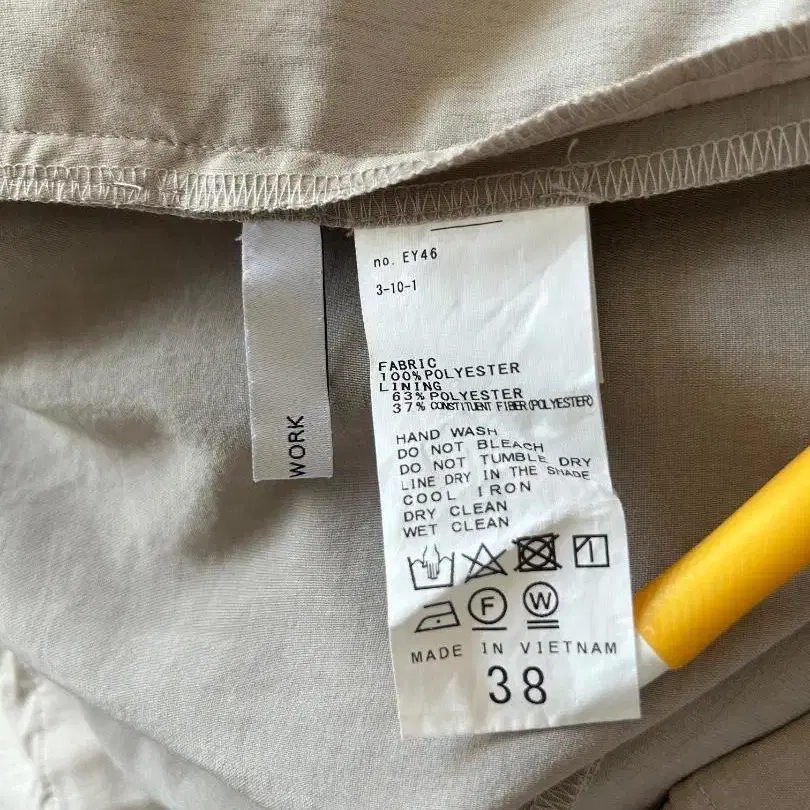 no. EY46
3-10-1
FABRIC
100% POLYESTER
LINING
63% POLYESTER
37% CONSTITUENT FIBER(POLYESTER)
HAND WASH
DO NOT BLEACH
DO NOT TUMBLE DRY
LINE DRY IN THE SHADE
COOL IRON
DRY CLEAN
WET CLEAN
F W
MADE IN VIETNAM
38
WORK